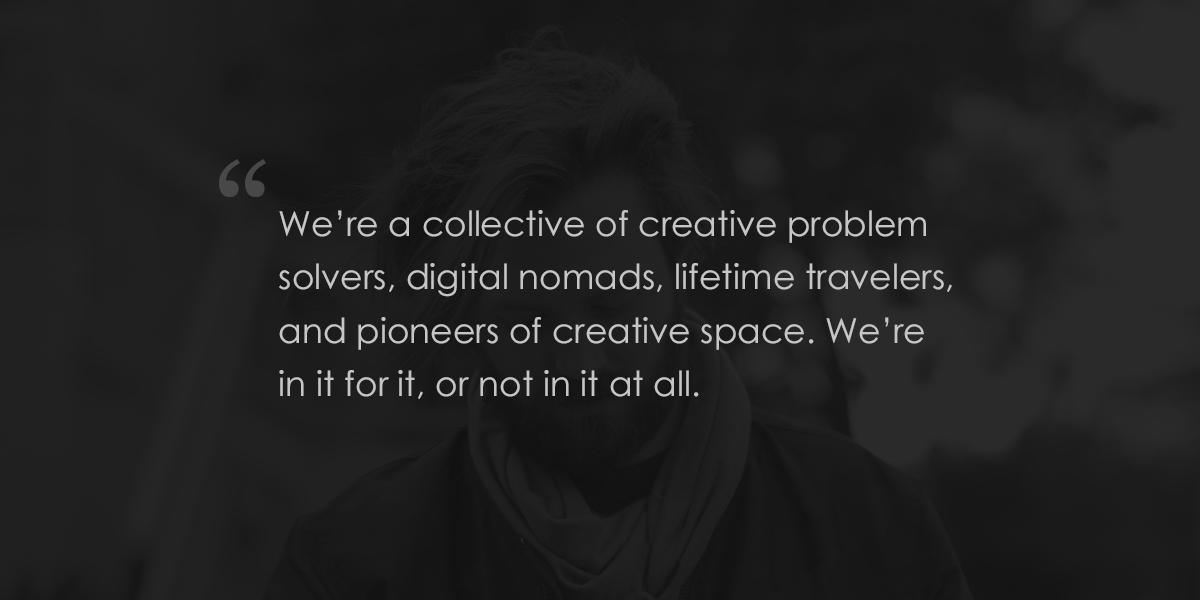 “
We’re a collective of creative problem
solvers, digital nomads, lifetime travelers,
and pioneers of creative space. We’re
in it for it, or not in it at all.